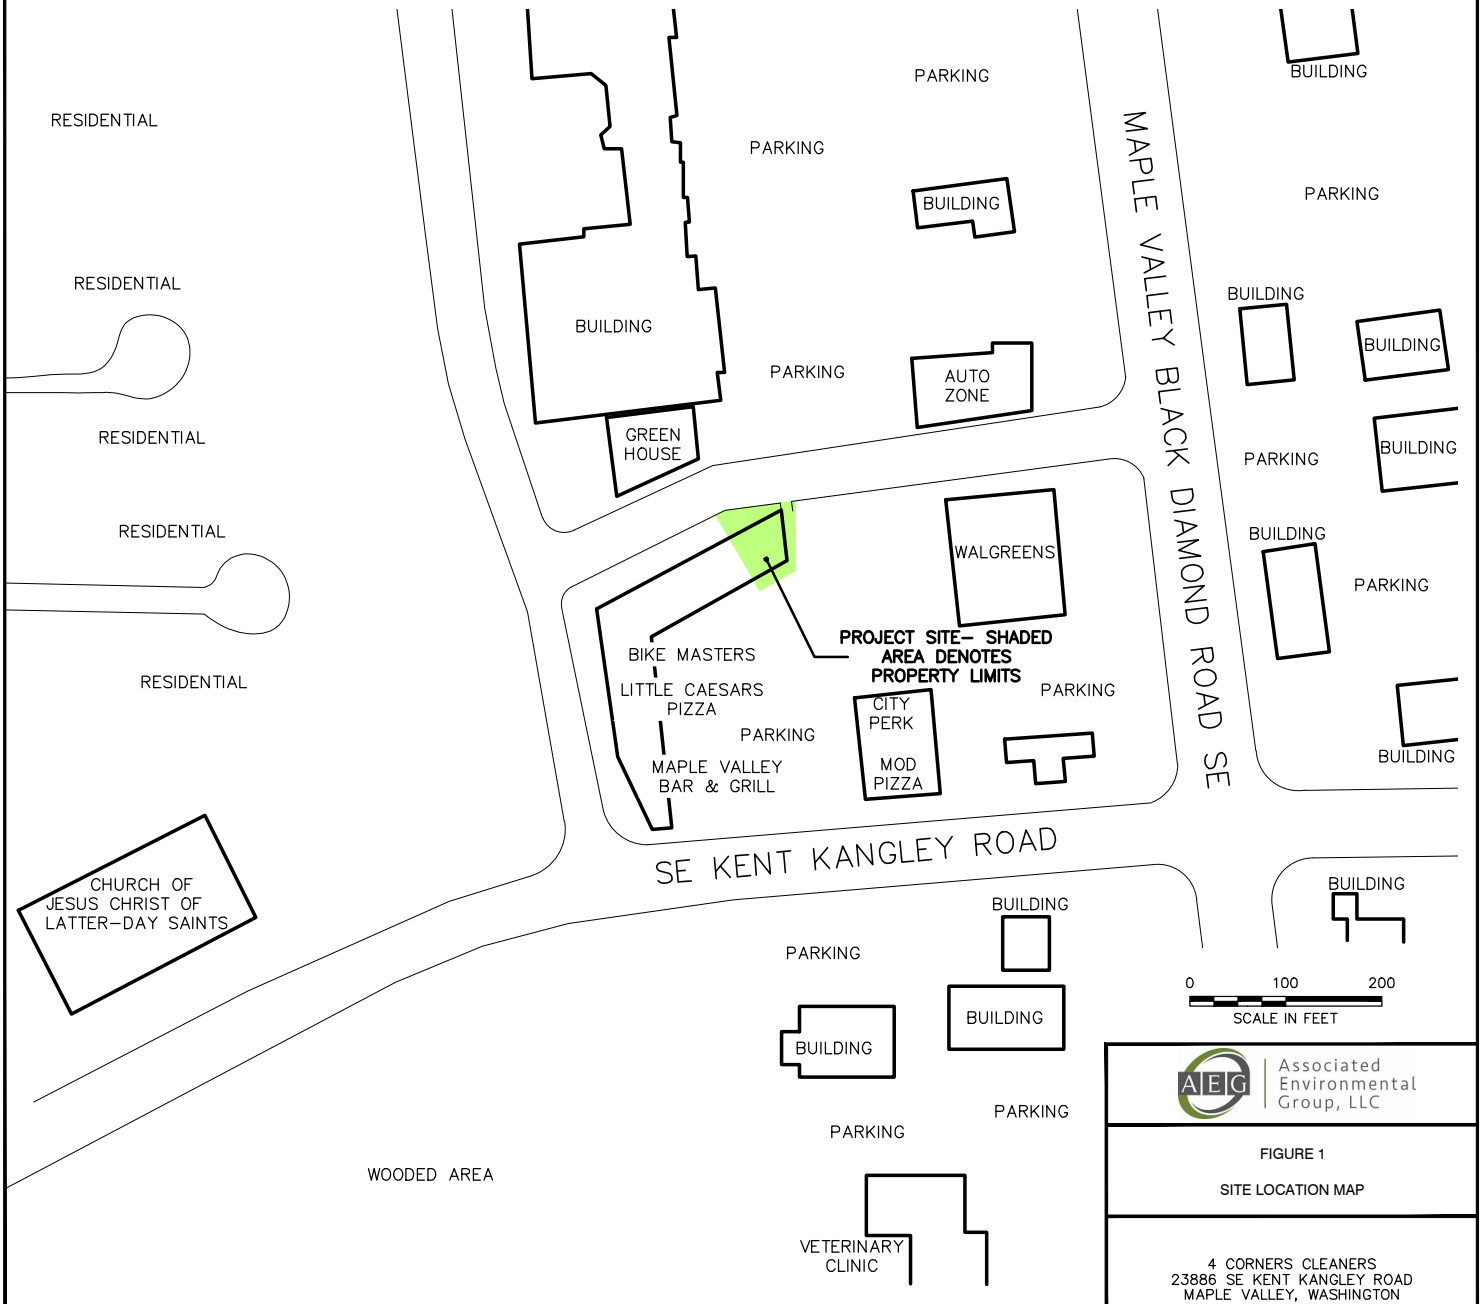 BUILDING
PARKING
RESIDENTIAL
PARKING
MAPLE VALLEY BLACK DIAMOND ROAD SE
PARKING
BUILDING
RESIDENTIAL
BUILDING
BUILDING
BUILDING
PARKING
AUTO
ZONE
RESIDENTIAL
GREEN
HOUSE
PARKING
BUILDING
RESIDENTIAL
WALGREENS
BUILDING
PARKING
PROJECT SITE– SHADED
AREA DENOTES
PROPERTY LIMITS
BIKE MASTERS
RESIDENTIAL
LITTLE CAESARS
PIZZA
PARKING
CITY
PERK
PARKING
MOD
PIZZA
MAPLE VALLEY
BAR & GRILL
BUILDING
SE KENT KANGLEY ROAD
CHURCH OF
JESUS CHRIST OF
LATTER–DAY SAINTS
BUILDING
BUILDING
PARKING
0 100 200
SCALE IN FEET
BUILDING
BUILDING
PARKING
PARKING
WOODED AREA
VETERINARY
CLINIC
AEG
Associated
Environmental
Group, LLC
FIGURE 1
SITE LOCATION MAP
4 CORNERS CLEANERS
23886 SE KENT KANGLEY ROAD
MAPLE VALLEY, WASHINGTON